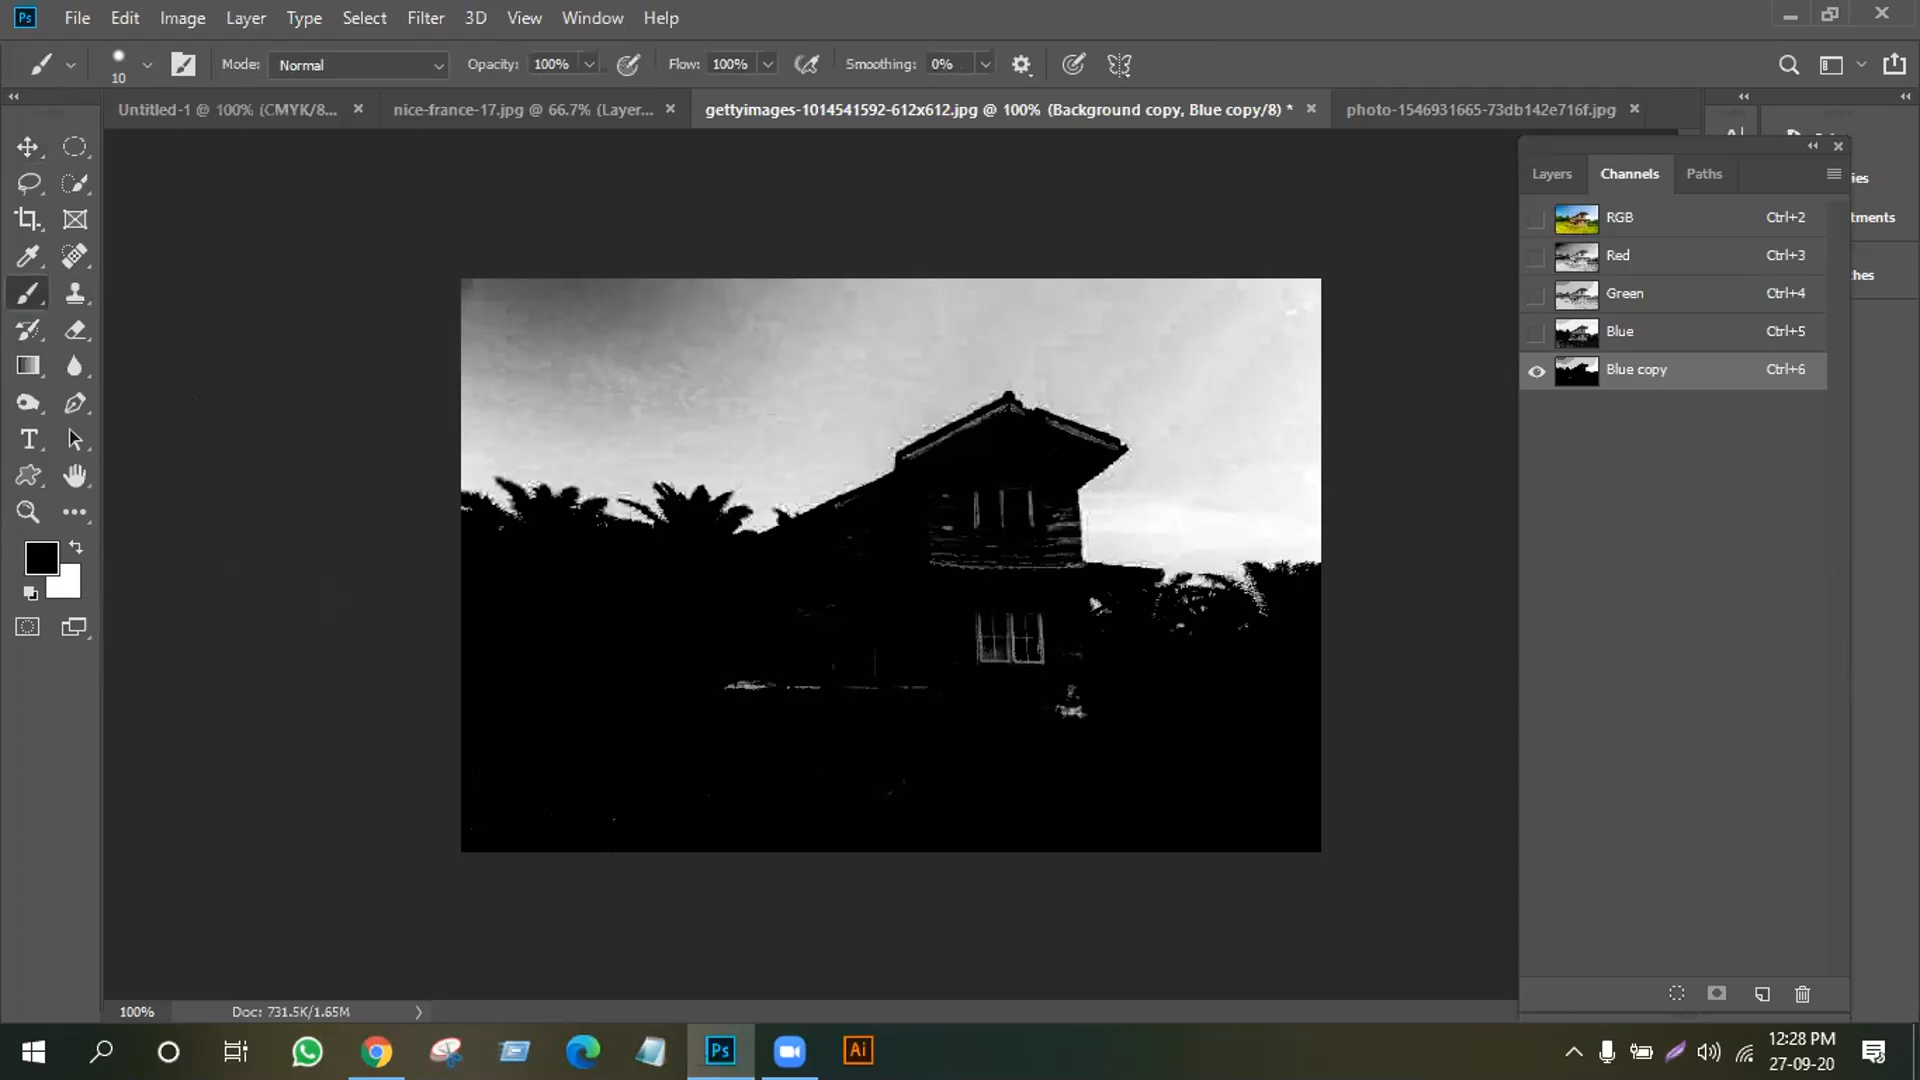 Ps File Edit Image Layer Type Select Filter 3D View Window Help
10 Mode: Normal Opacity: 100% Flow: 100% Smoothing: 0%
Untitled-1 @ 100% (CMYK/8... nice-france-17.jpg @ 66.7% (Layer... gettyimages-1014541592-612x612.jpg @ 100% (Background copy, Blue copy/8) * photo-1546931665-73db142e716f.jpg
Layers Channels Paths
ies
RGB Ctrl+2
tments
Red Ctrl+3
hes
Green Ctrl+4
Blue Ctrl+5
Blue copy Ctrl+6
T
100% Doc: 731.5K/1.65M
Ps Ai
12:28 PM
27-09-20